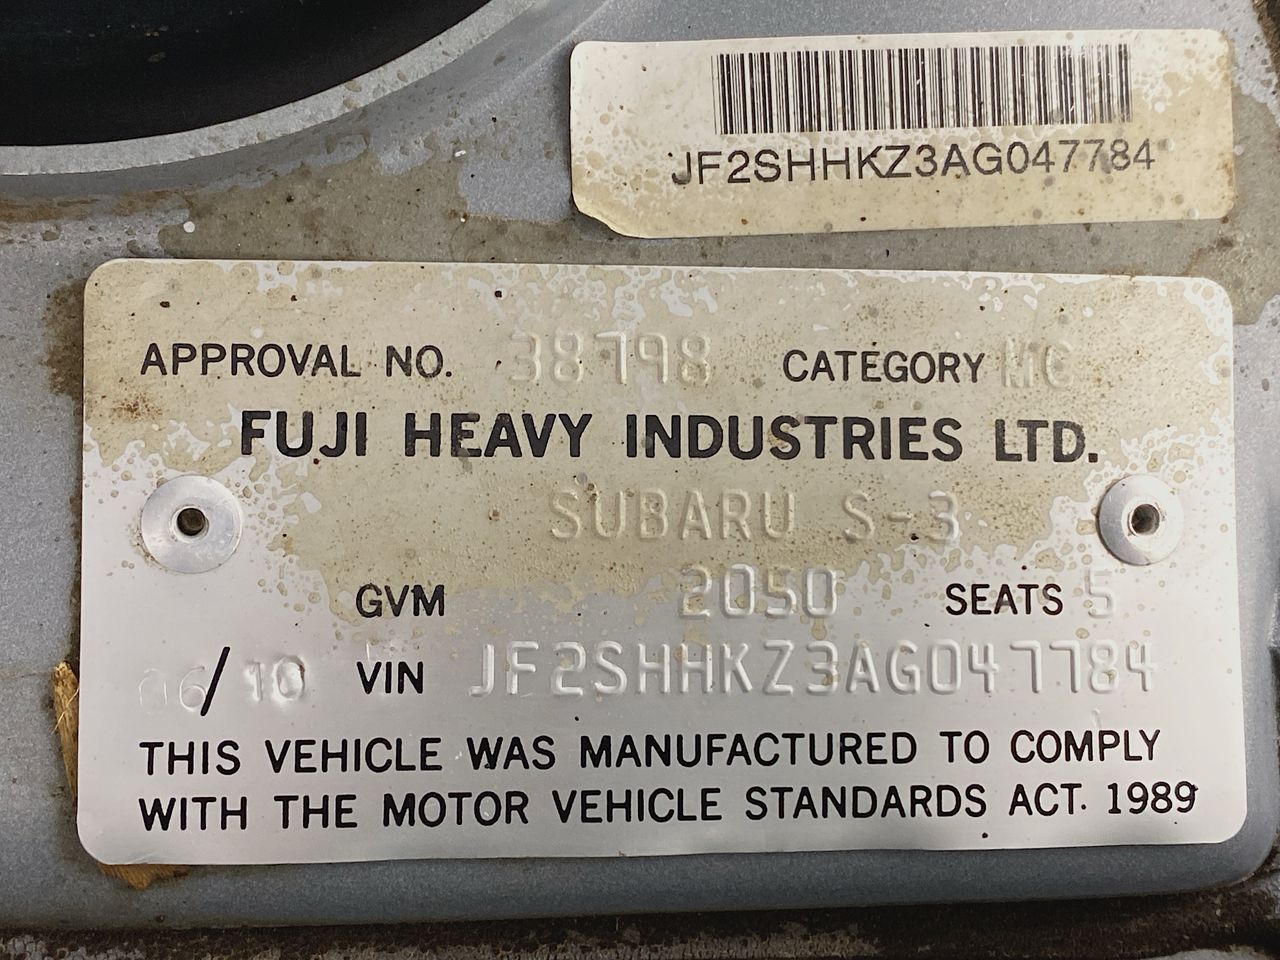 JF2SHHKZ3AG047784
APPROVAL NO. 38798 CATEGORY MC
FUJI HEAVY INDUSTRIES LTD.
SUBARU S-3
GVM 2050 SEATS 5
06/10 VIN JF2SHHKZ3AG047784
THIS VEHICLE WAS MANUFACTURED TO COMPLY
WITH THE MOTOR VEHICLE STANDARDS ACT. 1989